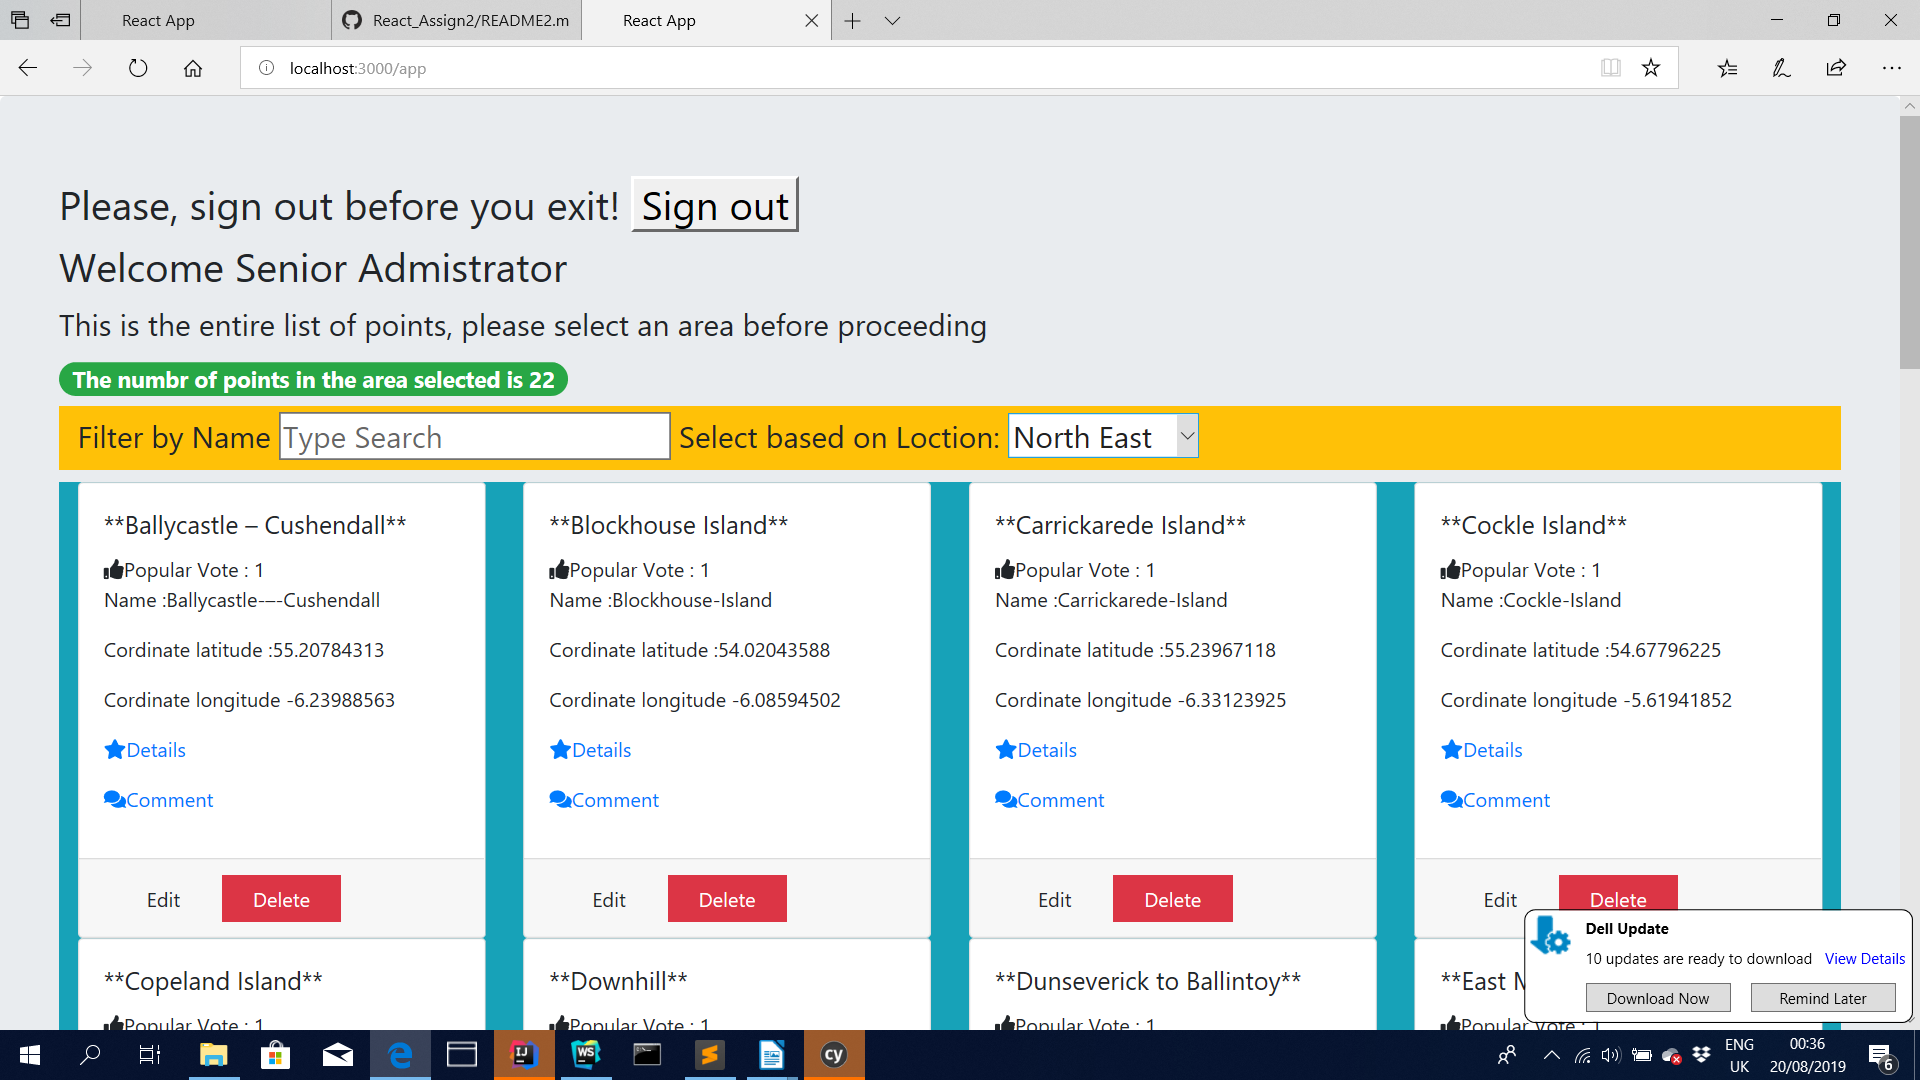 React App
React_Assign2/README2.m
React App
localhost:3000/app
Please, sign out before you exit! Sign out
Welcome Senior Admistrator
This is the entire list of points, please select an area before proceeding
The numbr of points in the area selected is 22
Filter by Name Type Search Select based on Loction: North East
**Ballycastle – Cushendall**
Popular Vote : 1
Name :Ballycastle-–-Cushendall
Cordinate latitude :55.20784313
Cordinate longitude -6.23988563
Details
Comment
Edit Delete
**Blockhouse Island**
Popular Vote : 1
Name :Blockhouse-Island
Cordinate latitude :54.02043588
Cordinate longitude -6.08594502
Details
Comment
Edit Delete
**Carrickarede Island**
Popular Vote : 1
Name :Carrickarede-Island
Cordinate latitude :55.23967118
Cordinate longitude -6.33123925
Details
Comment
Edit Delete
**Cockle Island**
Popular Vote : 1
Name :Cockle-Island
Cordinate latitude :54.67796225
Cordinate longitude -5.61941852
Details
Comment
Edit Delete
**Copeland Island**
Popular Vote : 1
**Downhill**
Popular Vote : 1
**Dunseverick to Ballintoy**
Popular Vote : 1
**East
Popular Vote : 1
Dell Update
10 updates are ready to download View Details
Download Now Remind Later
IJ
WS
cy
ENG
UK
00:36
20/08/2019
6